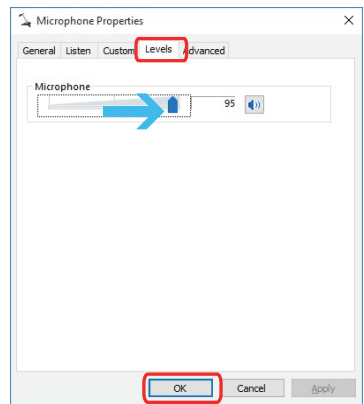 Microphone Properties
General Listen Custom Levels Advanced
Microphone
95
OK Cancel Apply